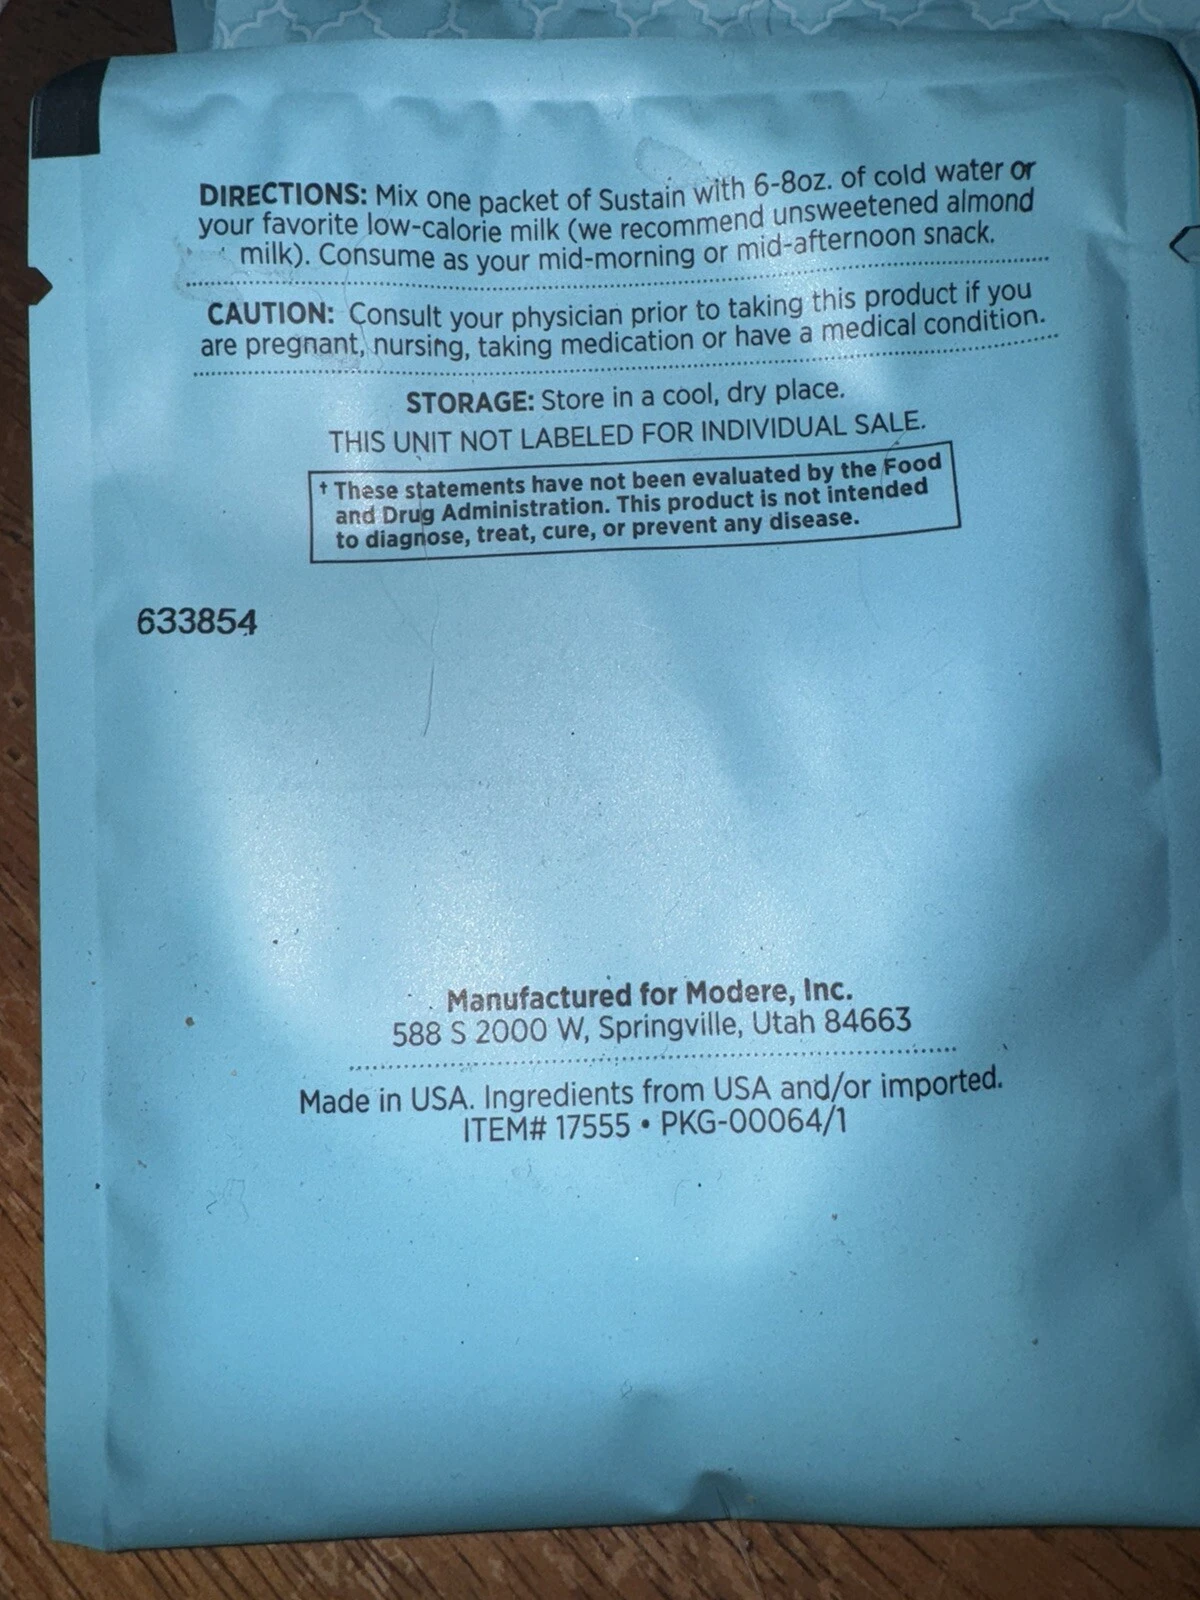 DIRECTIONS: Mix one packet of Sustain with 6-8oz. of cold water or
your favorite low-calorie milk (we recommend unsweetened almond
milk). Consume as your mid-morning or mid-afternoon snack.
CAUTION: Consult your physician prior to taking this product if you
are pregnant, nursing, taking medication or have a medical condition.
STORAGE: Store in a cool, dry place.
THIS UNIT NOT LABELED FOR INDIVIDUAL SALE.
† These statements have not been evaluated by the Food
and Drug Administration. This product is not intended
to diagnose, treat, cure, or prevent any disease.
633854
Manufactured for Modere, Inc.
588 S 2000 W, Springville, Utah 84663
Made in USA. Ingredients from USA and/or imported.
ITEM# 17555 • PKG-00064/1